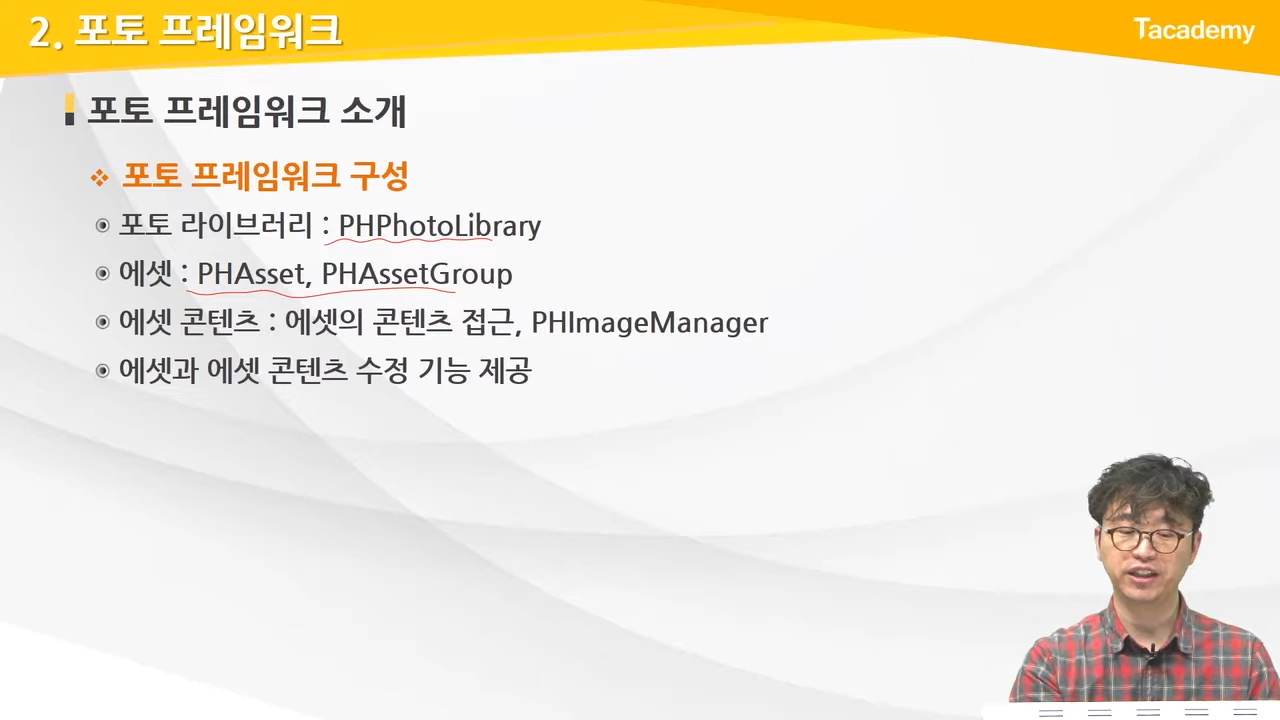 2. 포토 프레임워크
Tacademy
포토 프레임워크 소개
포토 프레임워크 구성
포토 라이브러리 : PHPhotoLibrary
에셋 : PHAsset, PHAssetGroup
에셋 콘텐츠 : 에셋의 콘텐츠 접근, PHImageManager
에셋과 에셋 콘텐츠 수정 기능 제공